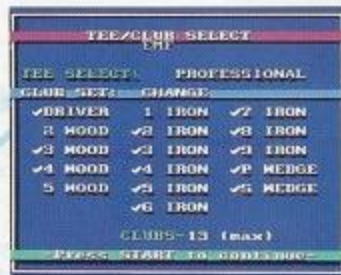 TEE/CLUB SELECT
EMF
TEE SELECT: PROFESSIONAL
CLUB SET: CHANGE
✓DRIVER 1 IRON ✓7 IRON
2 WOOD ✓2 IRON ✓8 IRON
✓3 WOOD ✓3 IRON ✓9 IRON
✓4 WOOD ✓4 IRON ✓P WEDGE
5 WOOD ✓5 IRON ✓S WEDGE
✓6 IRON
CLUBS-13 (max)
-Press START to continue-